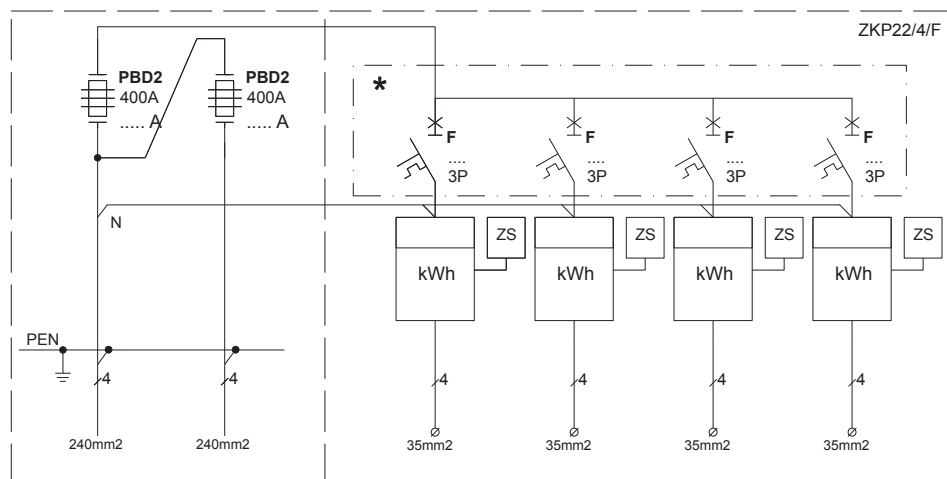 ZKP22/4/F
PBD2
400A
..... A
PBD2
400A
..... A
*
F
....
3P
F
....
3P
F
....
3P
F
....
3P
N
ZS
ZS
ZS
ZS
kWh
kWh
kWh
kWh
PEN
4
4
4
4
4
4
240mm2
240mm2
35mm2
35mm2
35mm2
35mm2